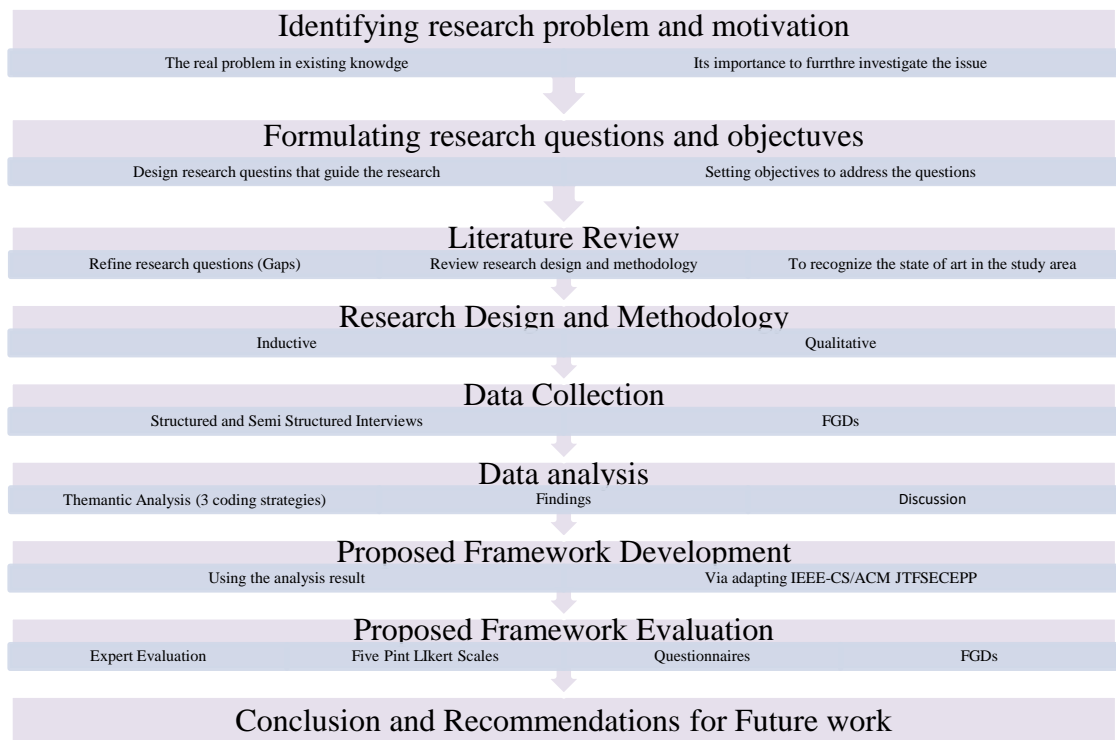 Identifying research problem and motivation
The real problem in existing knowdge
Its importance to furrthre investigate the issue
Formulating research questions and objectuves
Design research questins that guide the research
Setting objectives to address the questions
Literature Review
Refine research questions (Gaps)
Review research design and methodology
To recognize the state of art in the study area
Research Design and Methodology
Inductive
Qualitative
Data Collection
Structured and Semi Structured Interviews
FGDs
Data analysis
Themantic Analysis (3 coding strategies)
Findings
Discussion
Proposed Framework Development
Using the analysis result
Via adapting IEEE-CS/ACM JTFSECEPP
Proposed Framework Evaluation
Expert Evaluation
Five Pint LIkert Scales
Questionnaires
FGDs
Conclusion and Recommendations for Future work